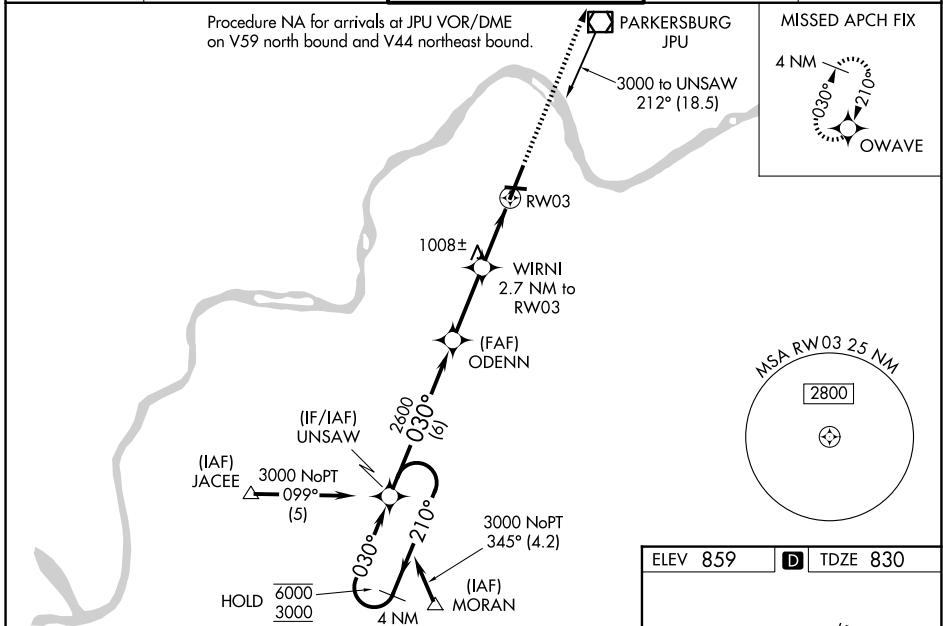 Procedure NA for arrivals at JPU VOR/DME
on V59 north bound and V44 northeast bound.
PARKERSBURG
JPU
3000 to UNSAW
212° (18.5)
MISSED APCH FIX
4 NM
030°
210°
OWAVE
RW03
1008±
WIRNI
2.7 NM to
RW03
(FAF)
ODENN
MSA RW03 25 NM
2800
2600
030°
(6)
(IF/IAF)
UNSAW
(IAF)
JACEE
3000 NoPT
099°
(5)
030°
210°
3000 NoPT
345° (4.2)
HOLD
6000
3000
4 NM
(IAF)
MORAN
ELEV 859
D
TDZE 830